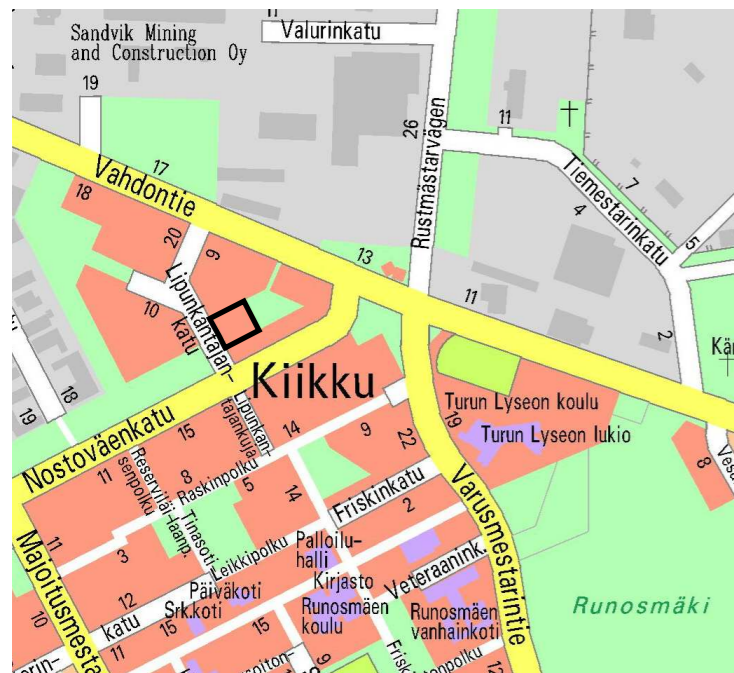 Sandvik Mining
and Construction Oy
Valurinkatu
19
11
26
17
Vahdontie
18
20
9
Rustmästarvägen
Tiemestarinkatu
7
4
5
13
11
10
Lipunkantajan-
katu
2
18
19
Kiikku
Turun Lyseon koulu
19
Turun Lyseon lukio
8
Nostoväenkatu
Lipunkan-
tajankuja
15
14
9
22
11
Reserviläi-
senpolku
8
Raskinpolku
5
14
Friskinkatu
2
Varusmestarintie
11
3
Tinasoti-
laanp.
Leikkipolku
Palloilu-
halli
Veteraanink.
Majoitusmesta
12
Päiväkoti
Kirjasto
Srk.koti
Runosmäen
koulu
Runosmäen
vanhainkoti
Runosmäki
10
katu
15
15
11
9
12